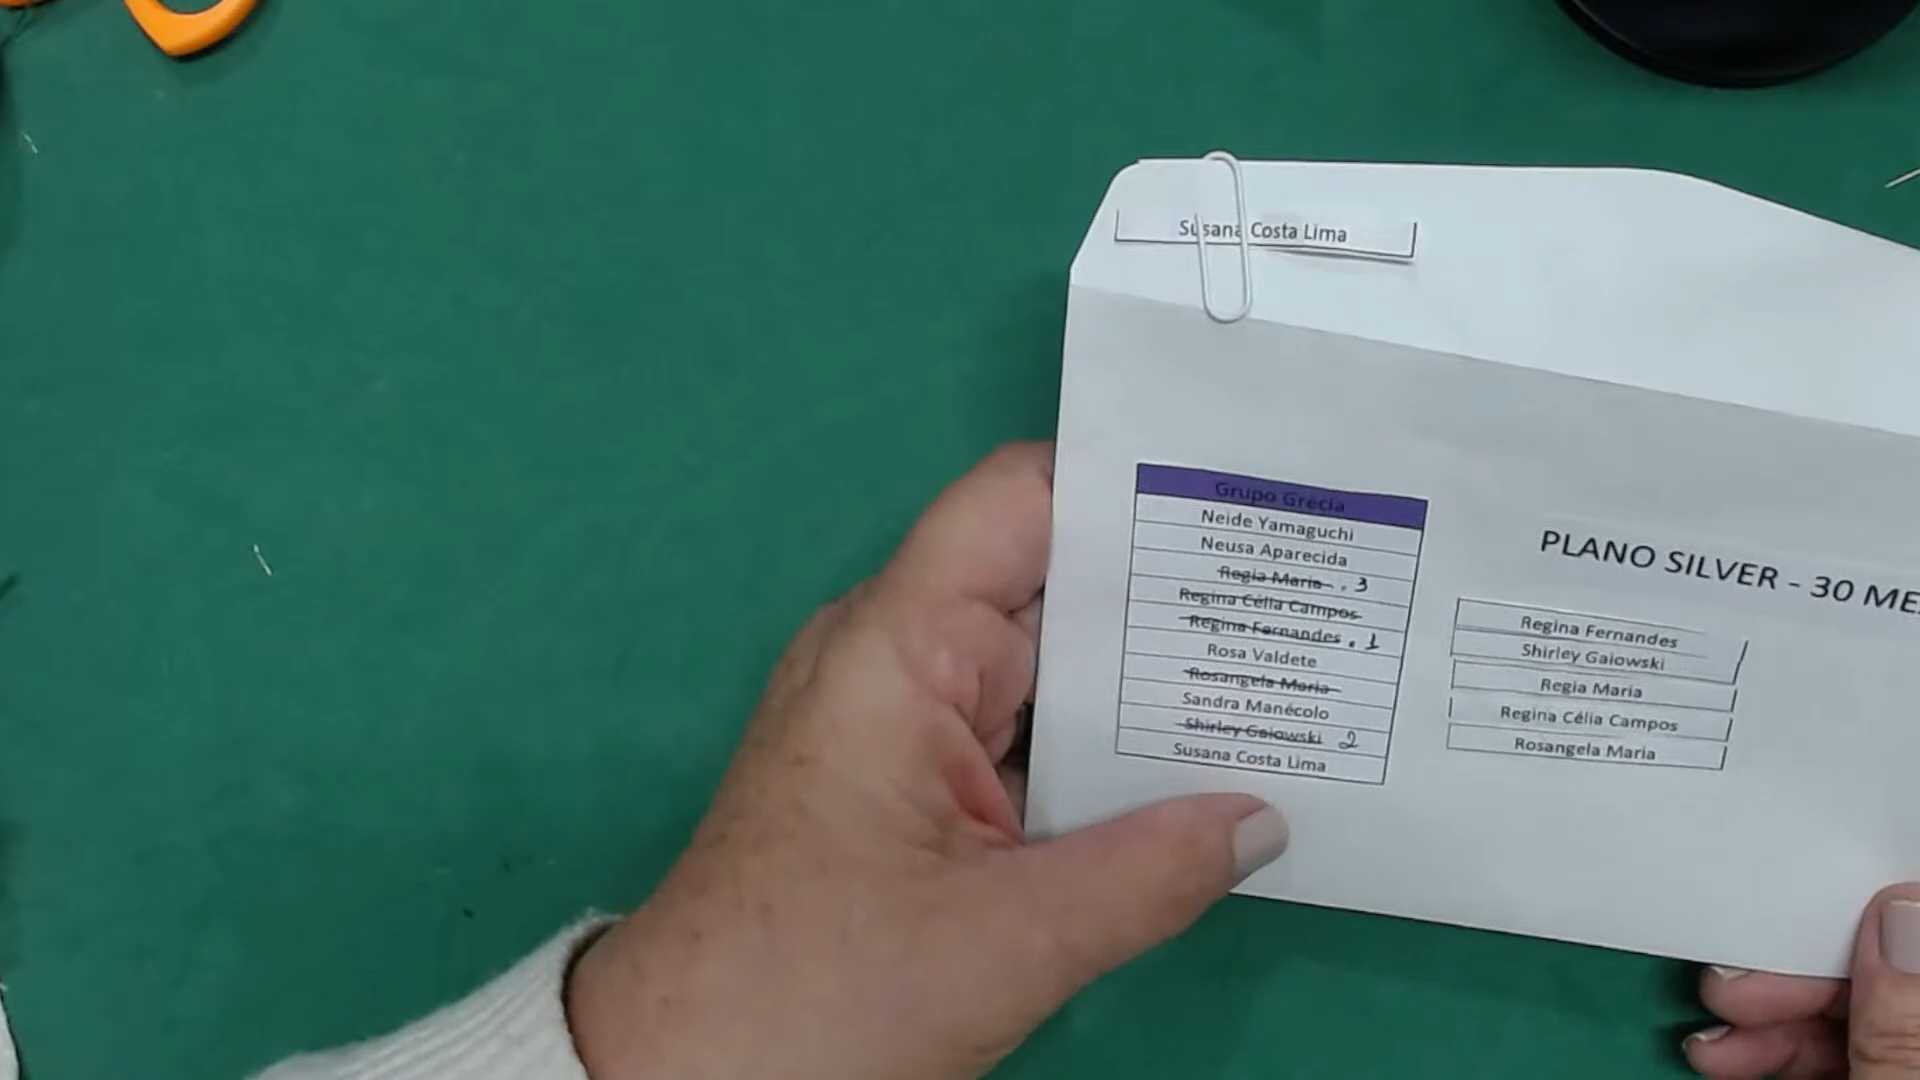 Susana Costa Lima
Grupo Grécia
Neide Yamaguchi
Neusa Aparecida
Regia Maria . 3
Regina Célia Campos
Regina Fernandes . 1
Rosa Valdete
Rosangela Maria
Sandra Manécolo
Shirley Gaiowski 2
Susana Costa Lima
PLANO SILVER - 30 ME
Regina Fernandes
Shirley Gaiowski
Regia Maria
Regina Célia Campos
Rosangela Maria